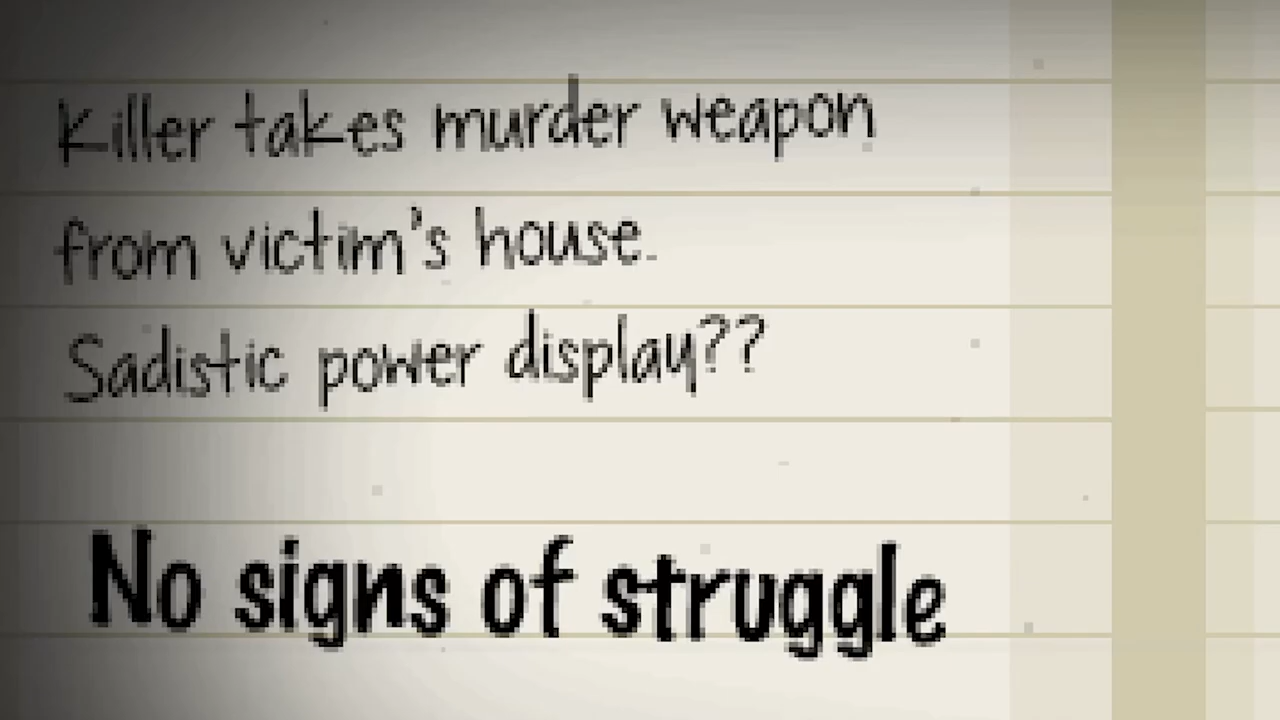 Killer takes murder weapon
from victim's house.
Sadistic power display??
No signs of struggle